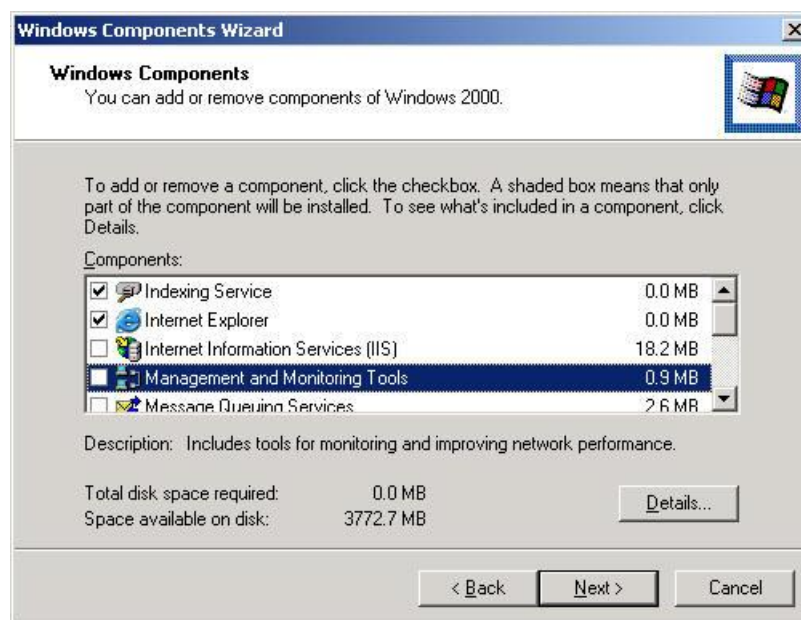 Windows Components Wizard
Windows Components
You can add or remove components of Windows 2000.
To add or remove a component, click the checkbox. A shaded box means that only
part of the component will be installed. To see what's included in a component, click
Details.
Components:
Indexing Service 0.0 MB
Internet Explorer 0.0 MB
Internet Information Services (IIS) 18.2 MB
Management and Monitoring Tools 0.9 MB
Message Queuing Services 2.6 MB
Description: Includes tools for monitoring and improving network performance.
Total disk space required: 0.0 MB
Space available on disk: 3772.7 MB
Details...
< Back Next > Cancel